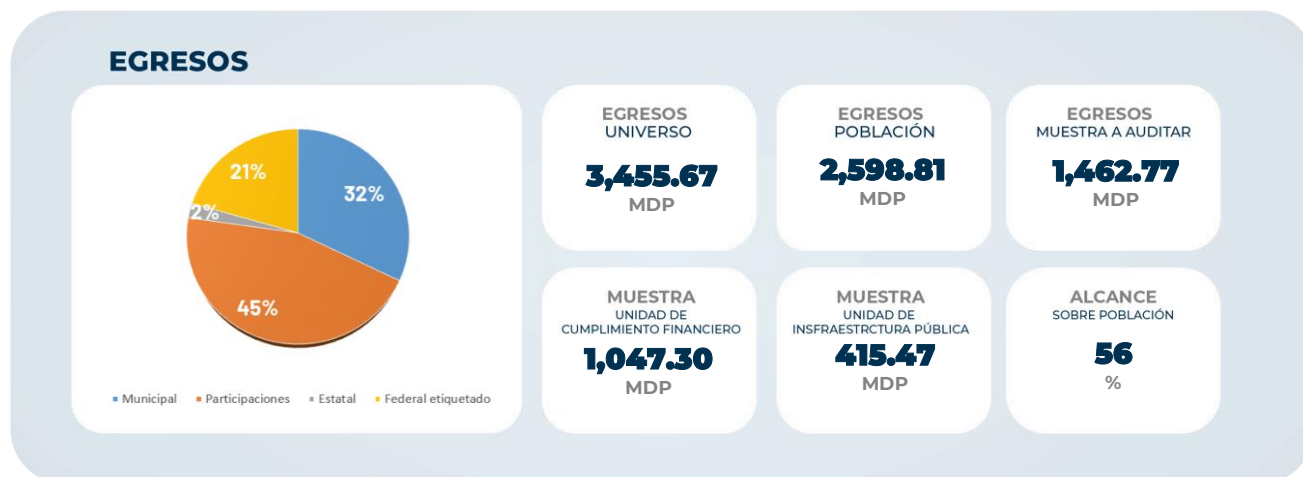 EGRESOS
21%
32%
2%
45%
Municipal
Participaciones
Estatal
Federal etiquetado
EGRESOS
UNIVERSO
3,455.67
MDP
EGRESOS
POBLACIÓN
2,598.81
MDP
EGRESOS
MUESTRA A AUDITAR
1,462.77
MDP
MUESTRA
UNIDAD DE
CUMPLIMIENTO FINANCIERO
1,047.30
MDP
MUESTRA
UNIDAD DE
INSFRAESTRCTURA PÚBLICA
415.47
MDP
ALCANCE
SOBRE POBLACIÓN
56
%